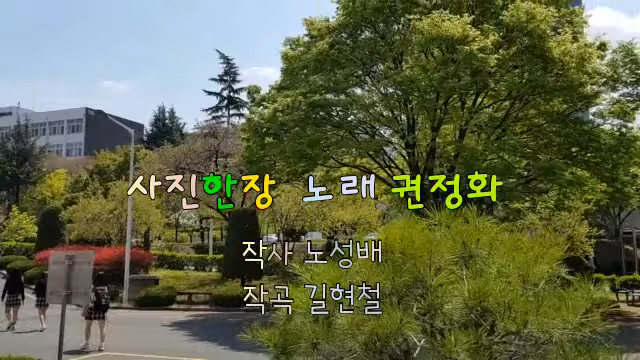 사진한장 노래 권정화
작사 노성배
작곡 길현철